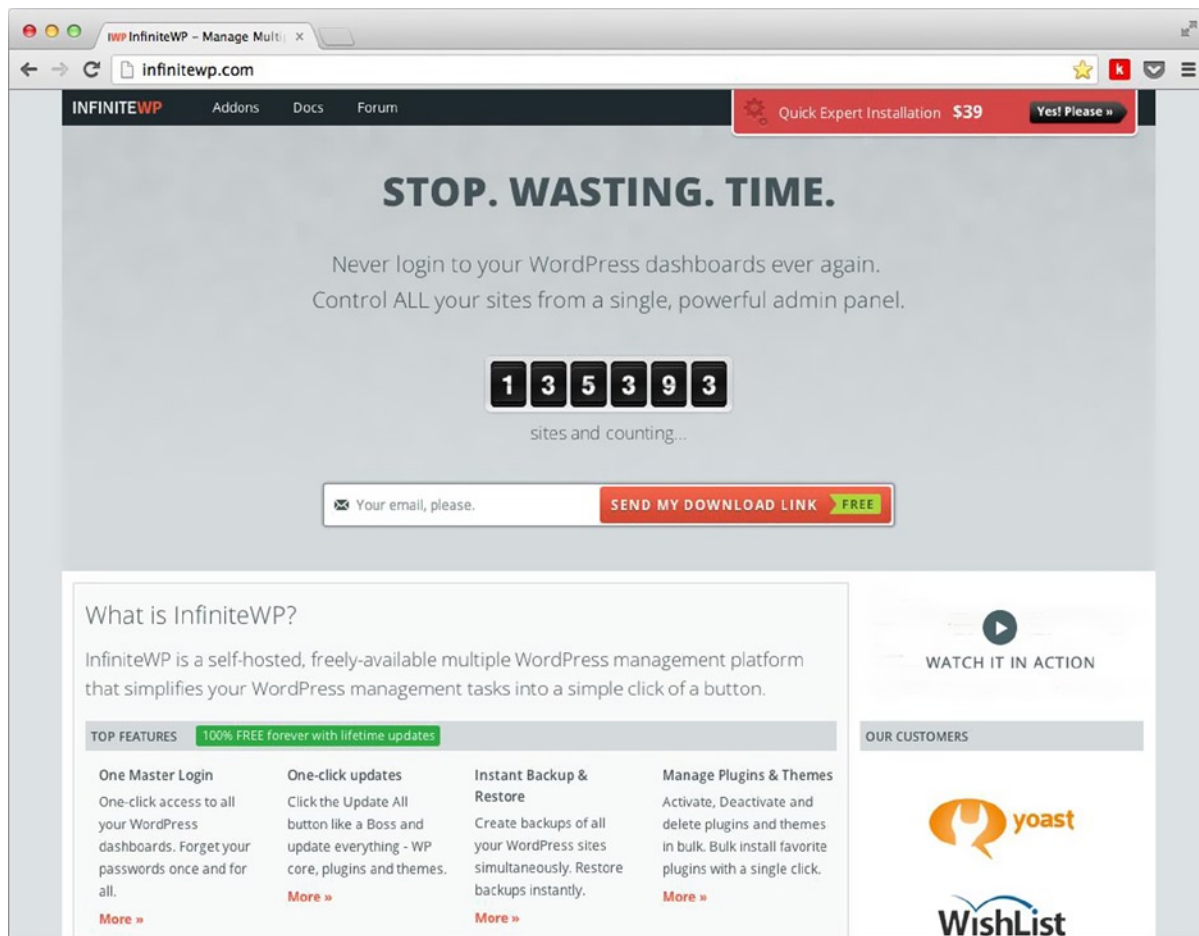 IWP InfiniteWP – Manage Multi
infinitewp.com
k
INFINITEWP Addons Docs Forum
Quick Expert Installation $39 Yes! Please »
STOP. WASTING. TIME.
Never login to your WordPress dashboards ever again.
Control ALL your sites from a single, powerful admin panel.
135393
sites and counting...
Your email, please. SEND MY DOWNLOAD LINK FREE
What is InfiniteWP?
InfiniteWP is a self-hosted, freely-available multiple WordPress management platform
that simplifies your WordPress management tasks into a simple click of a button.
WATCH IT IN ACTION
TOP FEATURES 100% FREE forever with lifetime updates
One Master Login
One-click access to all
your WordPress
dashboards. Forget your
passwords once and for
all.
More »
One-click updates
Click the Update All
button like a Boss and
update everything - WP
core, plugins and themes.
More »
Instant Backup &
Restore
Create backups of all
your WordPress sites
simultaneously. Restore
backups instantly.
More »
Manage Plugins & Themes
Activate, Deactivate and
delete plugins and themes
in bulk. Bulk install favorite
plugins with a single click.
More »
OUR CUSTOMERS
yoast
WishList